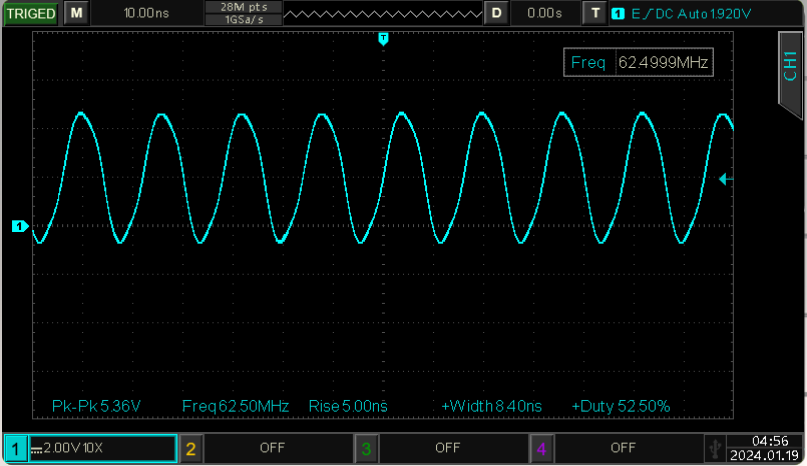 TRIGED M 10.00ns 28M pts D 0.00s T 1 E DC Auto 1.920V
1GSa/s
T
Freq 62.4999MHz
CH1
1
Pk-Pk 5.36V Freq 62.50MHz Rise 5.00ns +Width 8.40ns +Duty 52.50%
1 2.00V 10X 2 OFF 3 OFF 4 OFF 04:56
2024.01.19